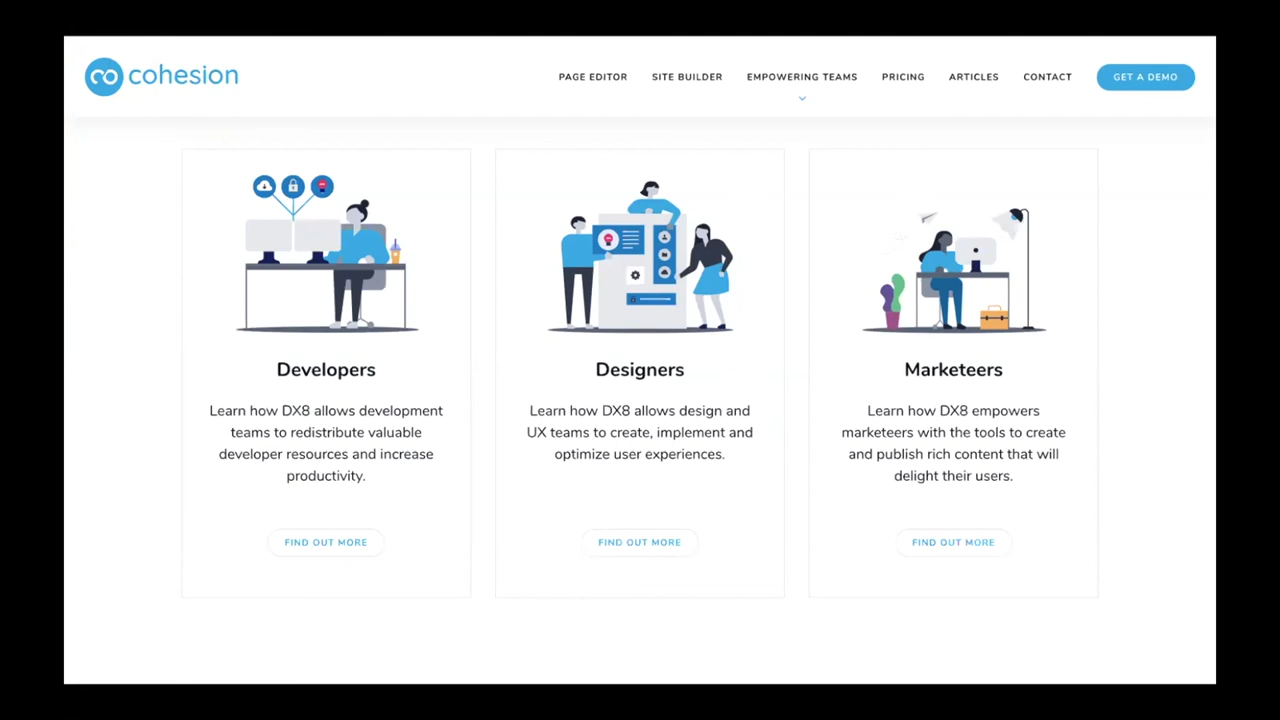 cohesion
PAGE EDITOR
SITE BUILDER
EMPOWERING TEAMS
PRICING
ARTICLES
CONTACT
GET A DEMO
Developers
Learn how DX8 allows development
teams to redistribute valuable
developer resources and increase
productivity.
FIND OUT MORE
Designers
Learn how DX8 allows design and
UX teams to create, implement and
optimize user experiences.
FIND OUT MORE
Marketeers
Learn how DX8 empowers
marketeers with the tools to create
and publish rich content that will
delight their users.
FIND OUT MORE